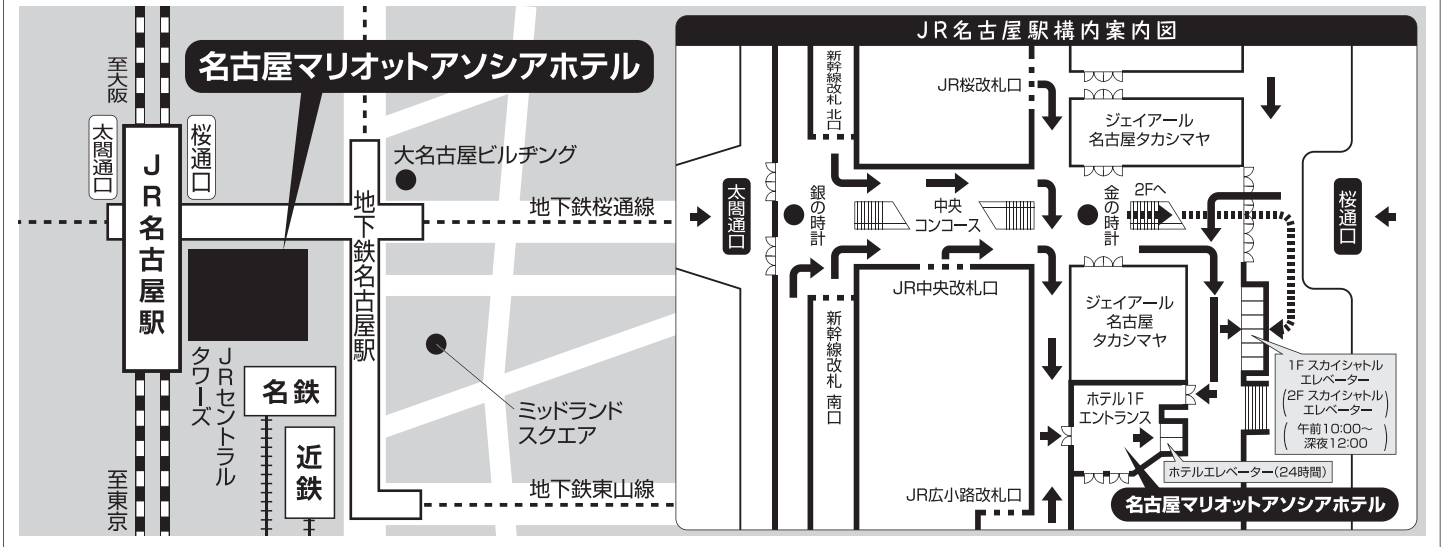 至大阪
太閤通口
桜通口
JR名古屋駅
至東京
名古屋マリオットアソシアホテル
大名古屋ビルヂング
地下鉄桜通線
地下鉄名古屋駅
JRセントラル
タワーズ
名鉄
近鉄
ミッドランド
スクエア
地下鉄東山線
JR名古屋駅構内案内図
新幹線改札 北口
JR桜改札口
ジェイアール
名古屋タカシマヤ
太閤通口
銀の時計
中央
コンコース
金の時計
2Fへ
桜通口
JR中央改札口
新幹線改札 南口
ジェイアール
名古屋
タカシマヤ
1F スカイシャトル
エレベーター
(2F スカイシャトル
エレベーター)
(午前10:00〜
深夜12:00)
ホテル1F
エントランス
ホテルエレベーター(24時間)
JR広小路改札口
名古屋マリオットアソシアホテル